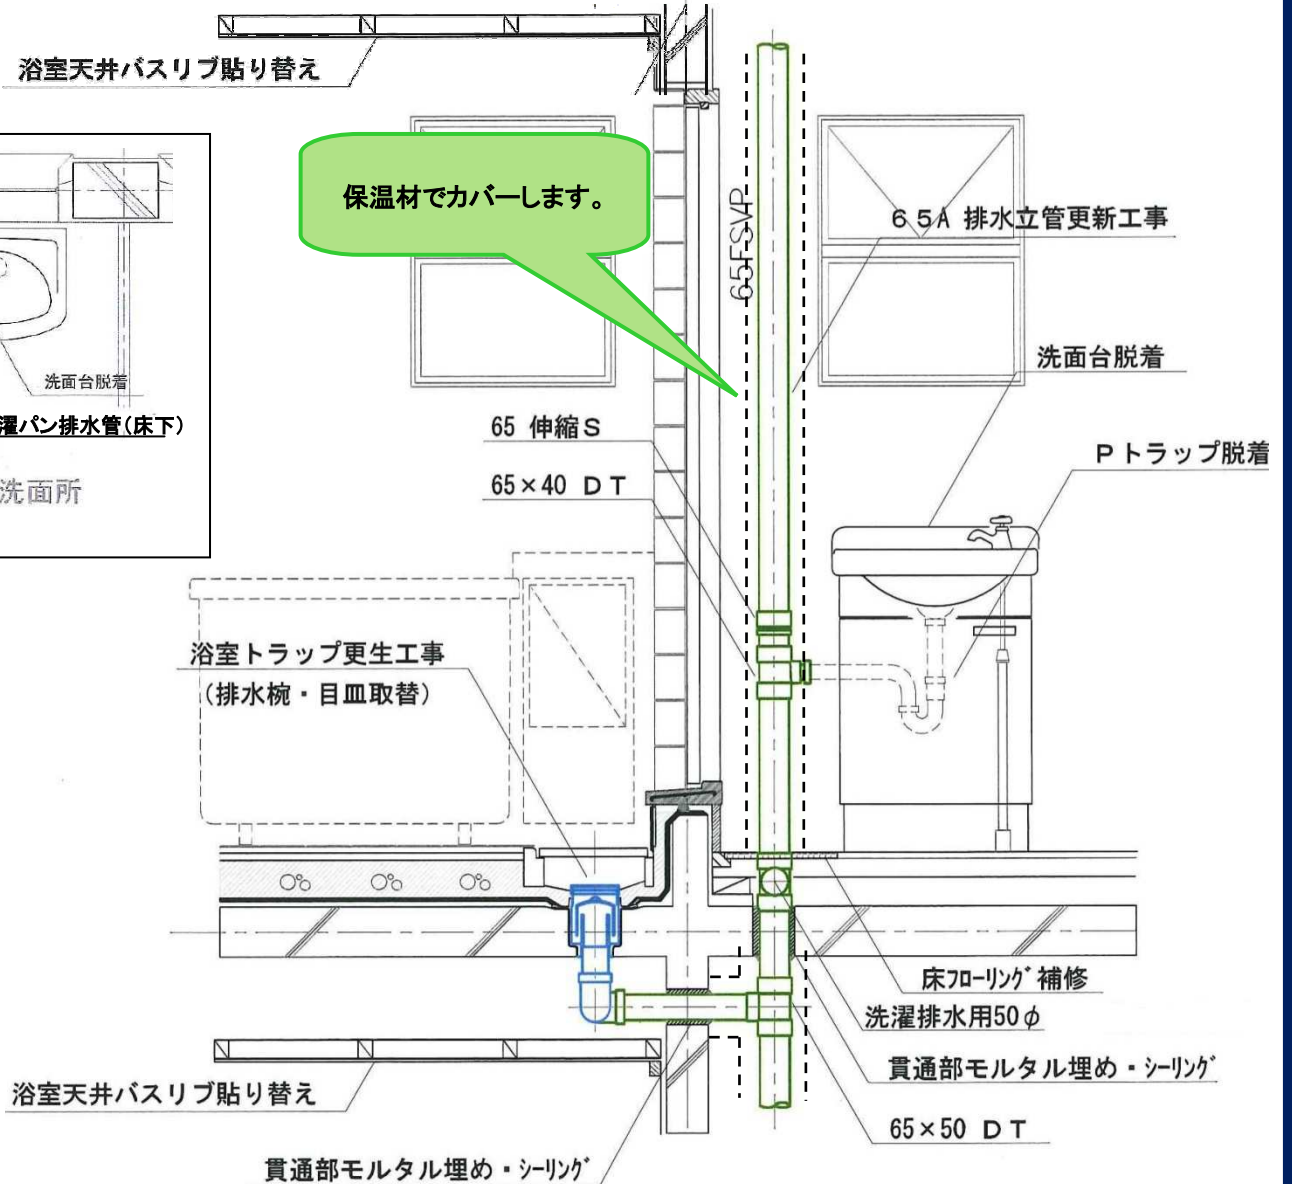 浴室天井バスリブ貼り替え
保温材でカバーします。
65FSVP
65A 排水立管更新工事
洗面台脱着
洗面台脱着
濯パン排水管(床下)
洗面所
65 伸縮S
65×40 DT
Pトラップ脱着
浴室トラップ更生工事
(排水椀・目皿取替)
床フローリング補修
洗濯排水用50φ
貫通部モルタル埋め・シーリング
浴室天井バスリブ貼り替え
65×50 DT
貫通部モルタル埋め・シーリング